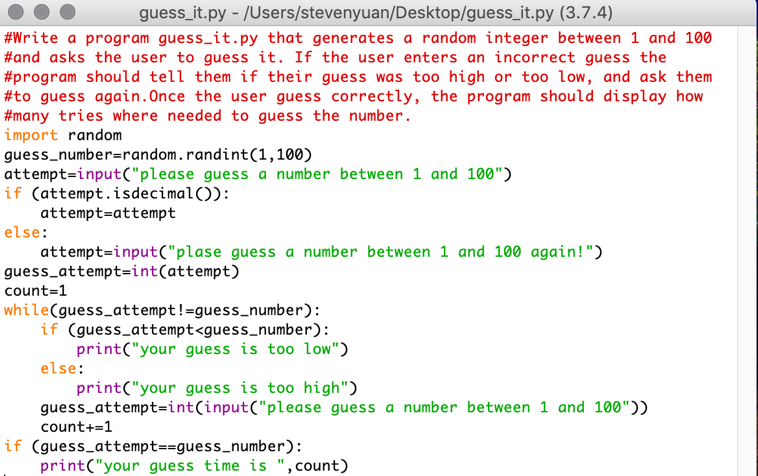 guess_it.py - /Users/stevenyuan/Desktop/guess_it.py (3.7.4)
#Write a program guess_it.py that generates a random integer between 1 and 100
#and asks the user to guess it. If the user enters an incorrect guess the
#program should tell them if their guess was too high or too low, and ask them
#to guess again.Once the user guess correctly, the program should display how
#many tries where needed to guess the number.
import random
guess_number=random.randint(1,100)
attempt=input("please guess a number between 1 and 100")
if (attempt.isdecimal()):
    attempt=attempt
else:
    attempt=input("plase guess a number between 1 and 100 again!")
guess_attempt=int(attempt)
count=1
while(guess_attempt!=guess_number):
    if (guess_attempt<guess_number):
        print("your guess is too low")
    else:
        print("your guess is too high")
    guess_attempt=int(input("please guess a number between 1 and 100"))
    count+=1
if (guess_attempt==guess_number):
    print("your guess time is ",count)